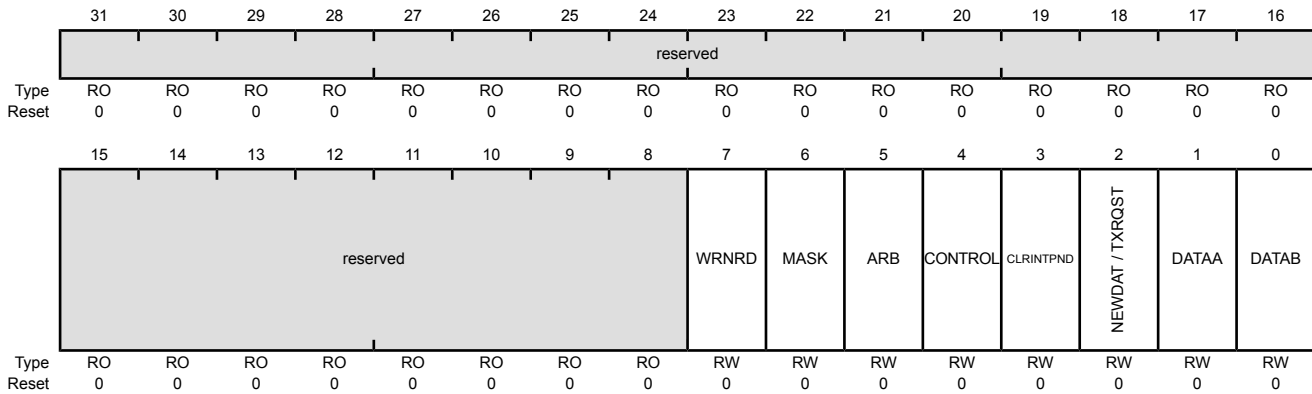 31 30 29 28 27 26 25 24 23 22 21 20 19 18 17 16
reserved
Type RO RO RO RO RO RO RO RO RO RO RO RO RO RO RO RO
Reset 0 0 0 0 0 0 0 0 0 0 0 0 0 0 0 0
15 14 13 12 11 10 9 8 7 6 5 4 3 2 1 0
reserved WRNRD MASK ARB CONTROL CLRINTPND NEWDAT / TXRQST DATAA DATAB
Type RO RO RO RO RO RO RO RO RW RW RW RW RW RW RW RW
Reset 0 0 0 0 0 0 0 0 0 0 0 0 0 0 0 0